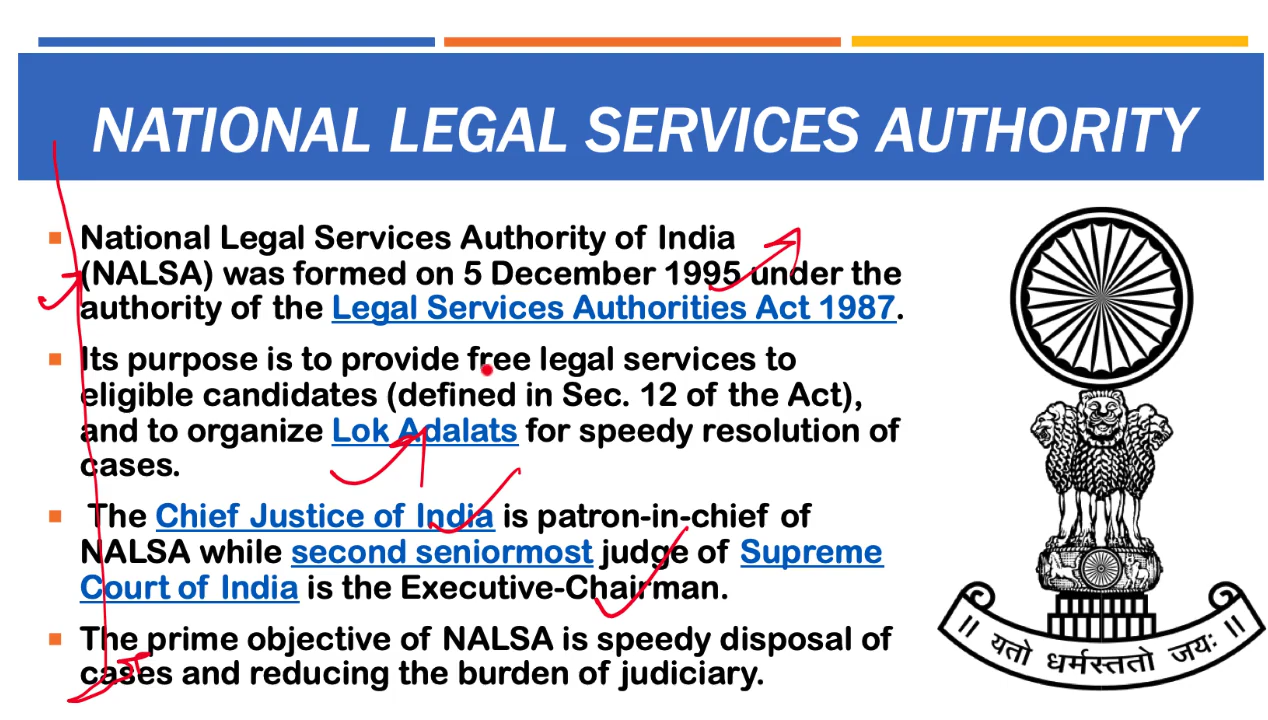 NATIONAL LEGAL SERVICES AUTHORITY
National Legal Services Authority of India
(NALSA) was formed on 5 December 1995 under the
authority of the Legal Services Authorities Act 1987.
Its purpose is to provide free legal services to
eligible candidates (defined in Sec. 12 of the Act),
and to organize Lok Adalats for speedy resolution of
cases.
The Chief Justice of India is patron-in-chief of
NALSA while second seniormost judge of Supreme
Court of India is the Executive-Chairman.
The prime objective of NALSA is speedy disposal of
cases and reducing the burden of judiciary.
॥ यतो धर्मस्ततो जयः ॥